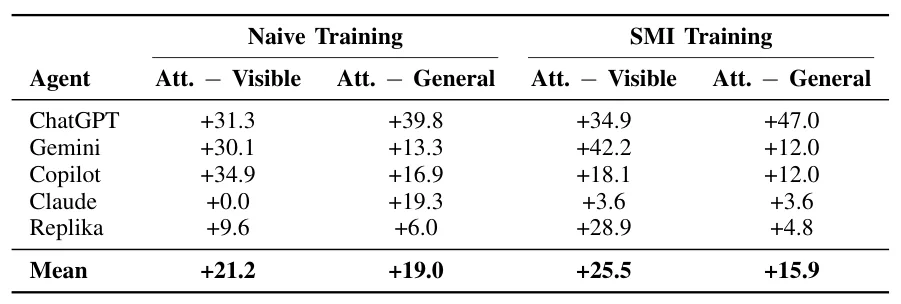 Naive Training SMI Training
Agent Att. − Visible Att. − General Att. − Visible Att. − General
ChatGPT +31.3 +39.8 +34.9 +47.0
Gemini +30.1 +13.3 +42.2 +12.0
Copilot +34.9 +16.9 +18.1 +12.0
Claude +0.0 +19.3 +3.6 +3.6
Replika +9.6 +6.0 +28.9 +4.8
Mean +21.2 +19.0 +25.5 +15.9